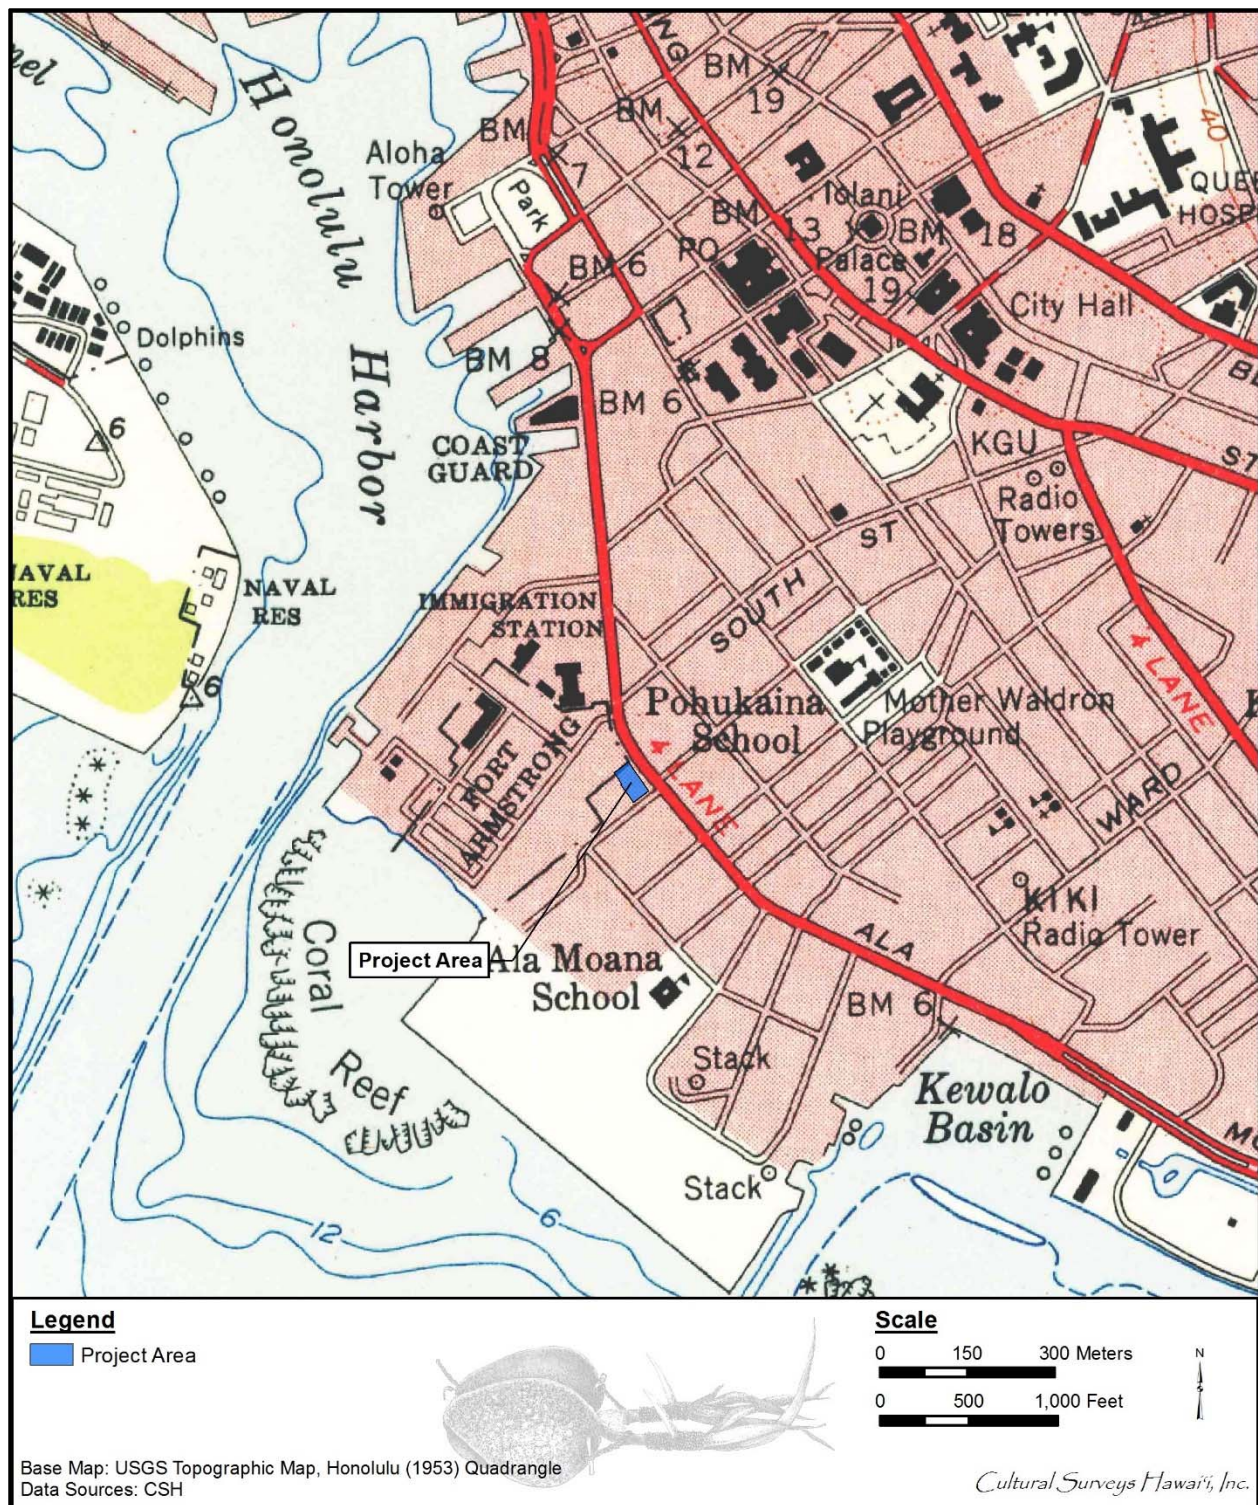 Honolulu
Harbor
Aloha
Tower
Park
BM
7
BM
12
BM
19
BM
13
Iolani
Palace
BM
18
19
40
HOSP
PO
BM 6
BM 8
BM 6
City Hall
Dolphins
6
COAST
GUARD
KGU
Radio
Towers
ST
SOUTH
ST
NAVAL
RES
NAVAL
RES
6
IMMIGRATION
STATION
4 LANE
Pohukaina
School
Mother Waldron
Playground
4 LANE
FORT
ARMSTRONG
WARD
KIKI
Radio Tower
Coral
Reef
Project Area
Ala Moana
School
ALA
BM 6
Stack
Stack
Kewalo
Basin
12
6
Legend
Project Area
Scale
0 150 300 Meters
0 500 1,000 Feet
N
Base Map: USGS Topographic Map, Honolulu (1953) Quadrangle
Data Sources: CSH
Cultural Surveys Hawaiʻi, Inc.